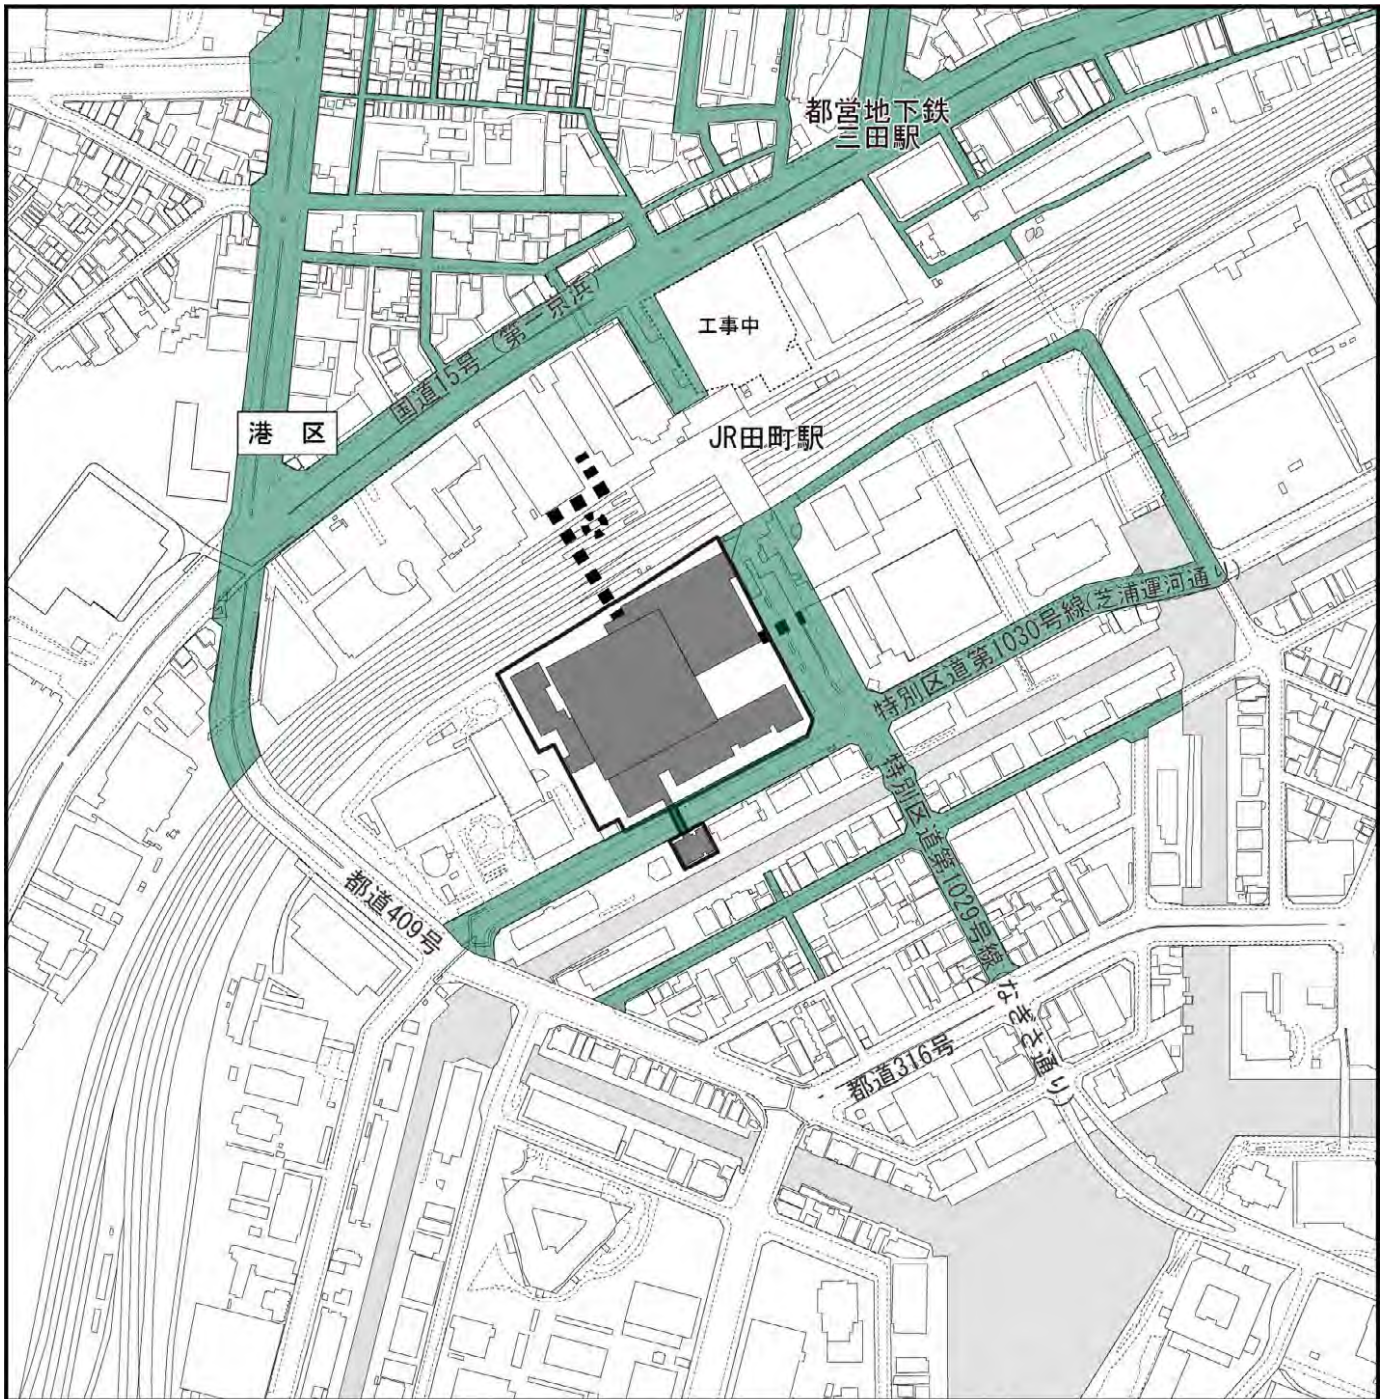 都営地下鉄
三田駅
工事中
国道15号（第一京浜）
港 区
JR田町駅
特別区道第1030号線(芝浦運河通り)
特別区道第1029号線(なぎさ通り)
都道409号
都道316号